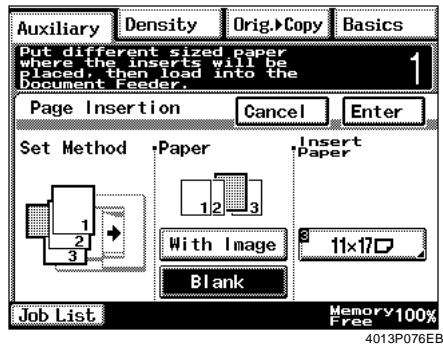 Auxiliary Density Orig.▸Copy Basics
Put different sized paper
where the inserts will be
placed, then load into the
Document Feeder.
1
Page Insertion Cancel Enter
Set Method
1
2
3
Paper
1 2 3
With Image
Blank
Insert
Paper
3 11×17
Job List
Memory
Free 100%
4013P076EB